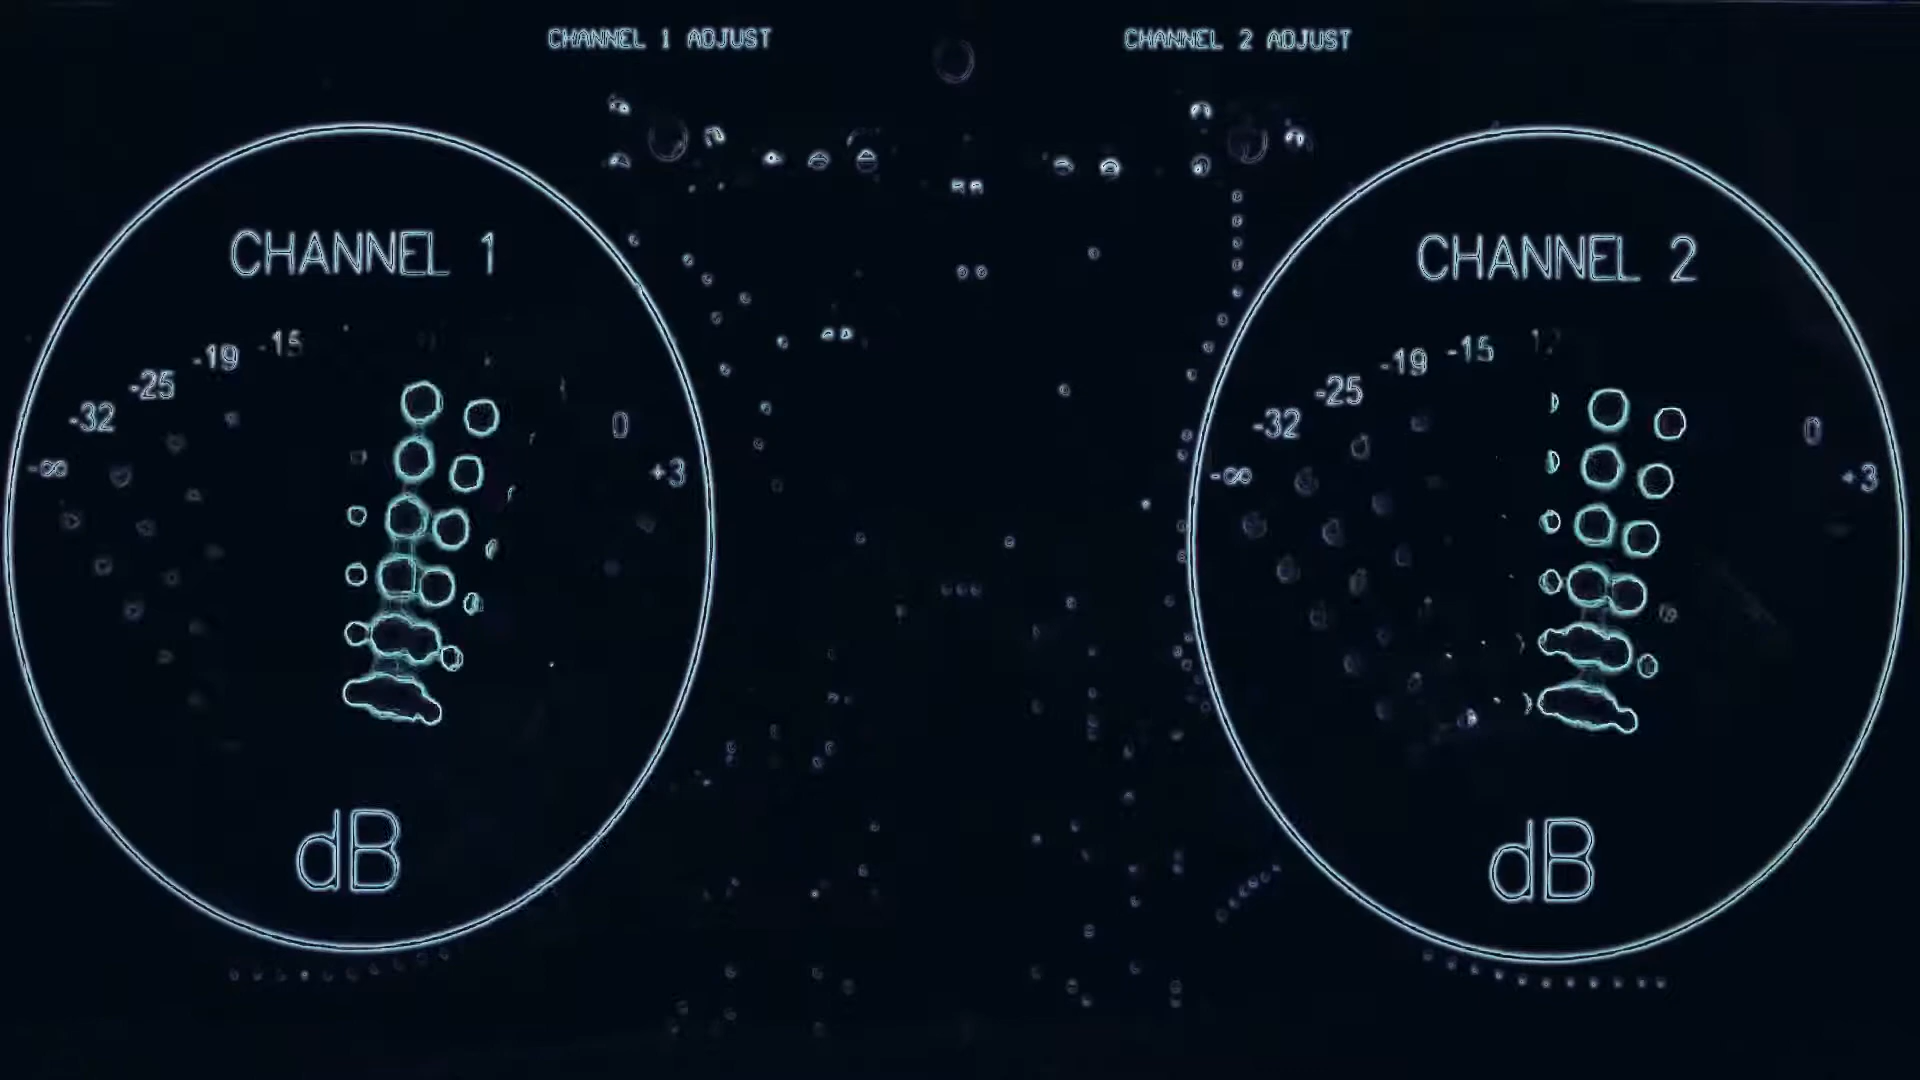 CHANNEL 1 ADJUST
CHANNEL 2 ADJUST
CHANNEL 1
-∞ -32 -25 -19 -15 0 +3
dB
CHANNEL 2
-∞ -32 -25 -19 -15 12 0 +3
dB